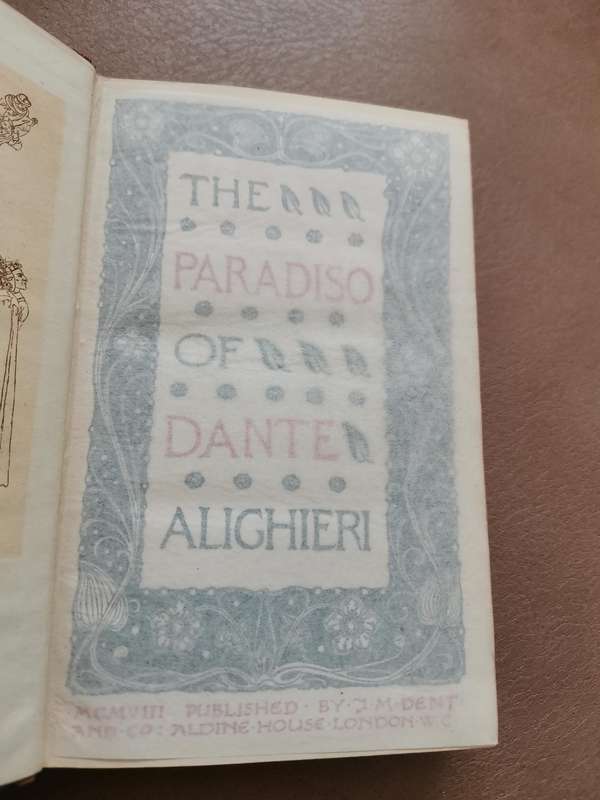 THE
PARADISO
OF
DANTE
ALIGHIERI
MCMVIII · PUBLISHED · BY · J · M · DENT
AND · CO : ALDINE · HOUSE · LONDON · W · C